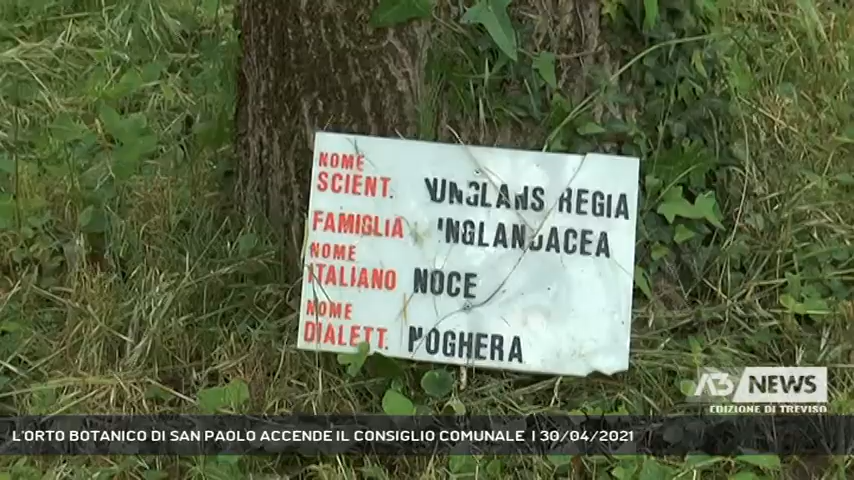 NOME
SCIENT. JUNGLANS REGIA
FAMIGLIA INGLANDACEA
NOME
ITALIANO NOCE
NOME
DIALETT. NOGHERA
A3 NEWS
EDIZIONE DI TREVISO
L'ORTO BOTANICO DI SAN PAOLO ACCENDE IL CONSIGLIO COMUNALE | 30/04/2021